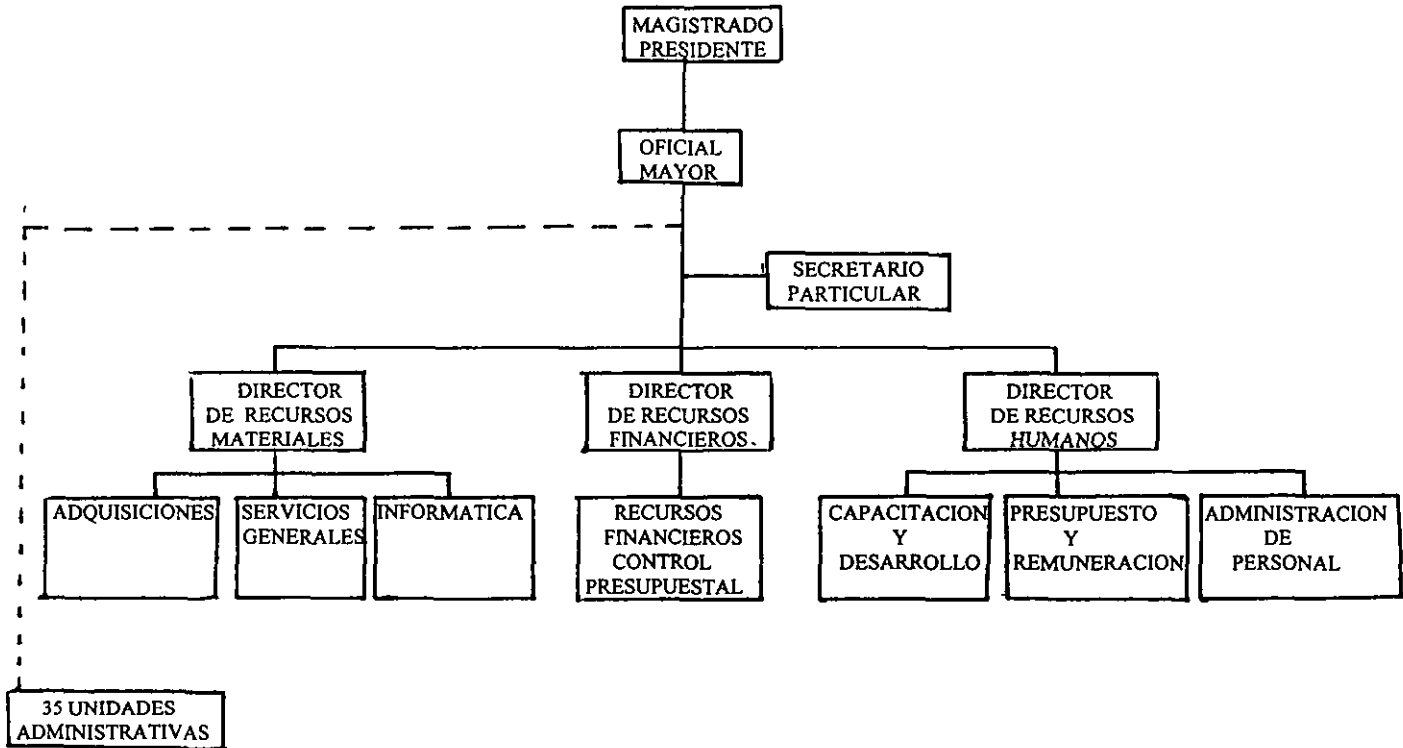 MAGISTRADO
PRESIDENTE
OFICIAL
MAYOR
SECRETARIO
PARTICULAR
DIRECTOR
DE RECURSOS
MATERIALES
DIRECTOR
DE RECURSOS
FINANCIEROS
DIRECTOR
DE RECURSOS
HUMANOS
ADQUISICIONES
SERVICIOS
GENERALES
INFORMATICA
RECURSOS
FINANCIEROS
CONTROL
PRESUPUESTAL
CAPACITACION
Y
DESARROLLO
PRESUPUESTO
Y
REMUNERACION
ADMINISTRACION
DE
PERSONAL
35 UNIDADES
ADMINISTRATIVAS